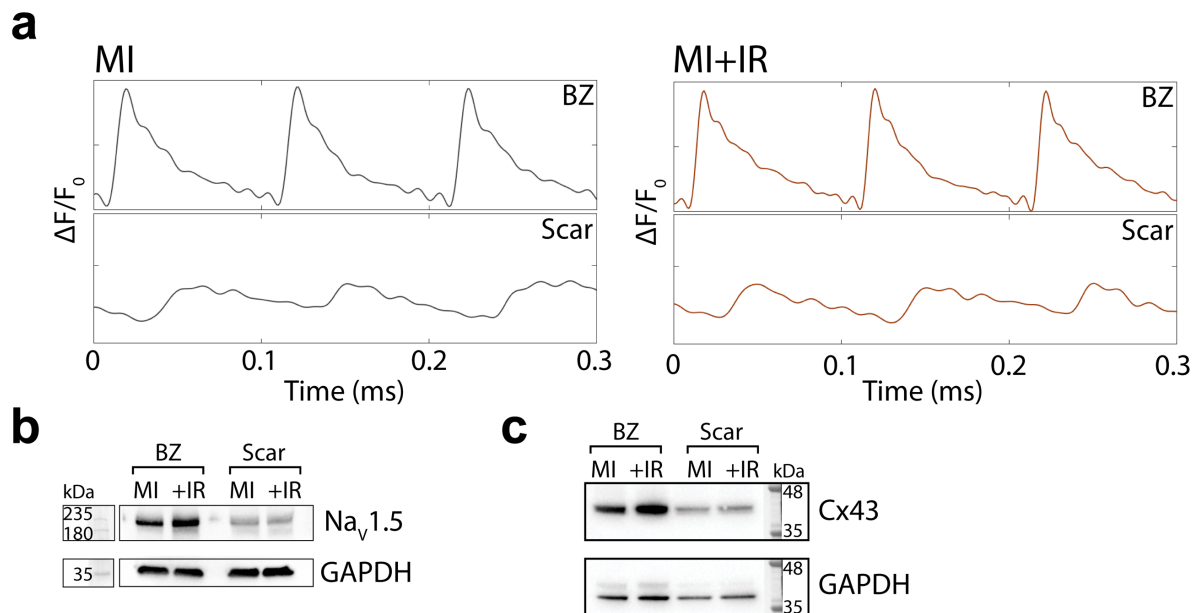 a
MI
MI+IR
BZ
BZ
ΔF/F0
ΔF/F0
Scar
Scar
0
0.1
0.2
0.3
0
0.1
0.2
0.3
Time (ms)
Time (ms)
b
BZ
Scar
kDa
MI
+IR
MI
+IR
235
180
NaV1.5
35
GAPDH
c
BZ
Scar
MI
+IR
MI
+IR
kDa
48
35
Cx43
48
35
GAPDH